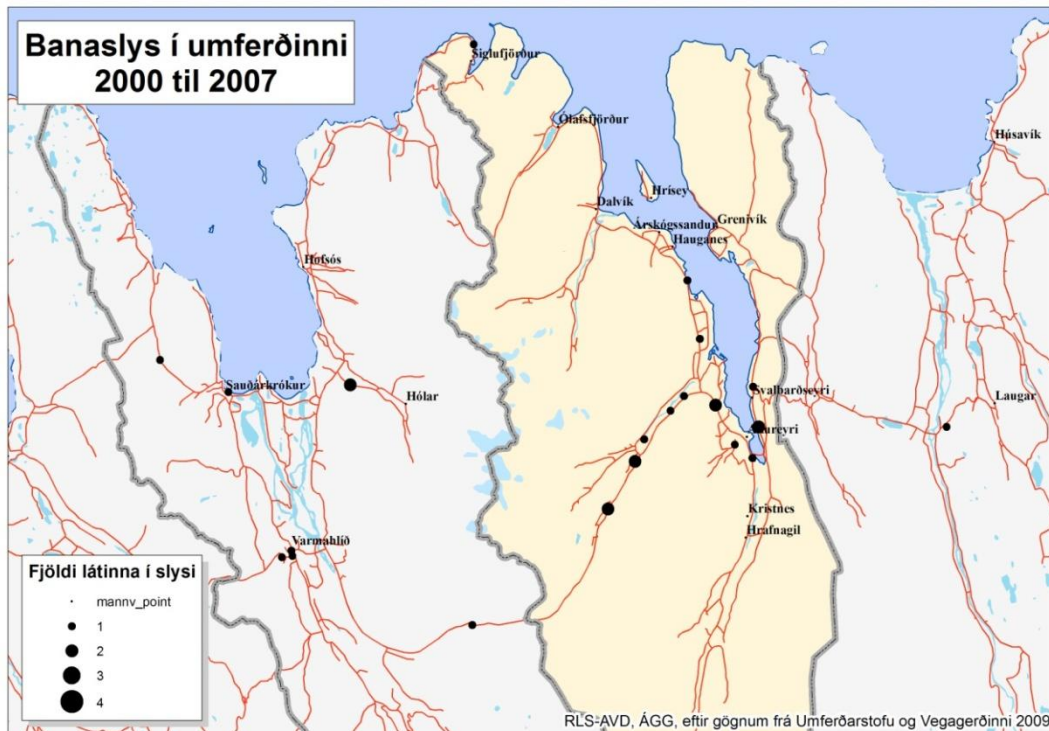 Banaslys í umferðinni
2000 til 2007
Siglufjörður
Ólafsfjörður
Húsavík
Hrísey
Dalvík
Grenivík
Árskógssandur
Hauganes
Hofsós
Sauðárkrókur
Svalbarðseyri
Hólar
Laugar
Kristnes
Hrafnagil
Varmahlíð
Fjöldi látinna í slysi
mannv_point
1
2
3
4
RLS-AVD, ÁGG, eftir gögnum frá Umferðarstofu og Vegagerðinni 2009